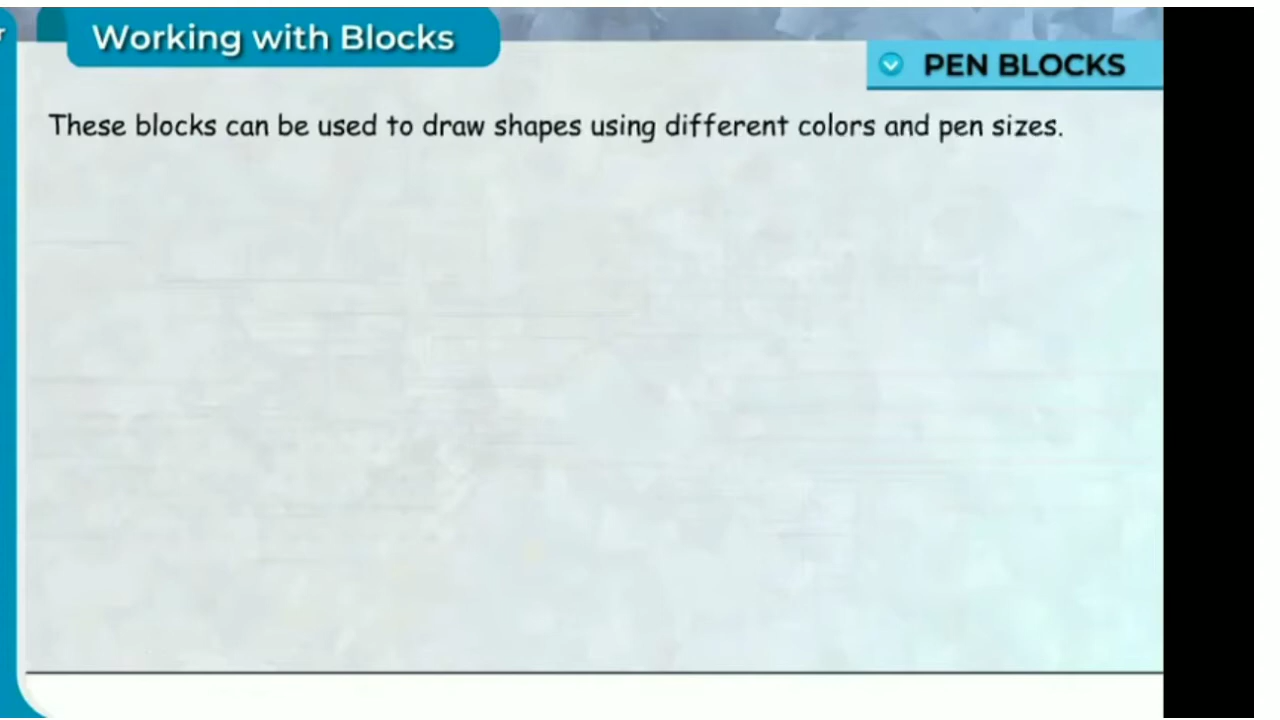 Working with Blocks
PEN BLOCKS
These blocks can be used to draw shapes using different colors and pen sizes.